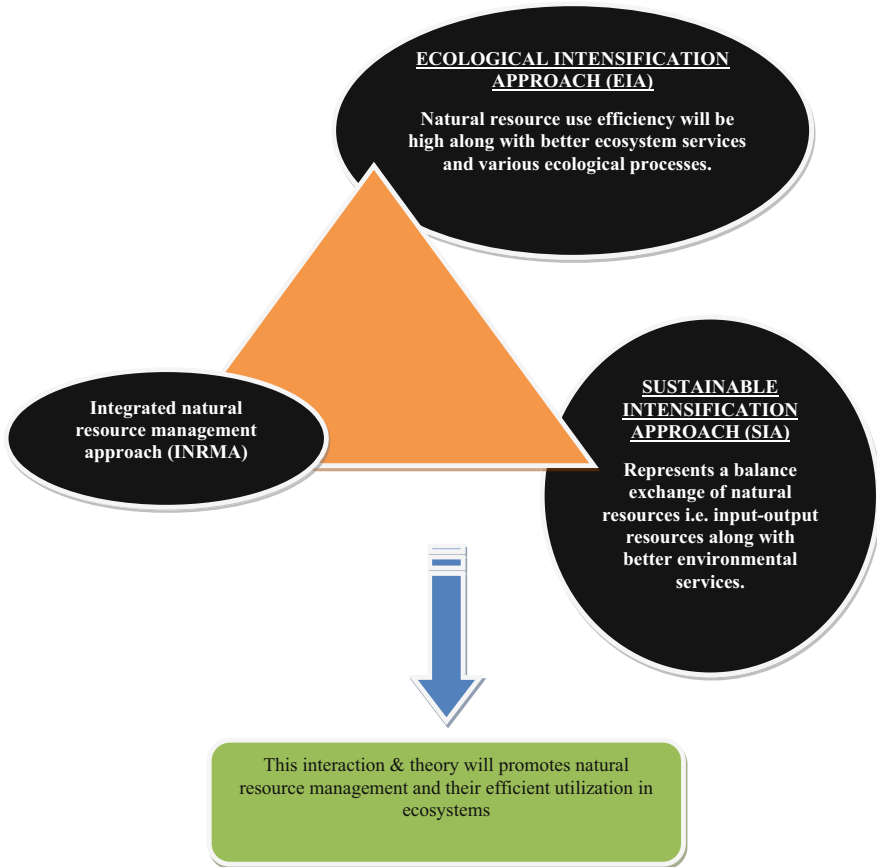 ECOLOGICAL INTENSIFICATION
APPROACH (EIA)
Natural resource use efficiency will be
high along with better ecosystem services
and various ecological processes.
Integrated natural
resource management
approach (INRMA)
SUSTAINABLE
INTENSIFICATION
APPROACH (SIA)
Represents a balance
exchange of natural
resources i.e. input-output
resources along with
better environmental
services.
This interaction & theory will promotes natural
resource management and their efficient utilization in
ecosystems